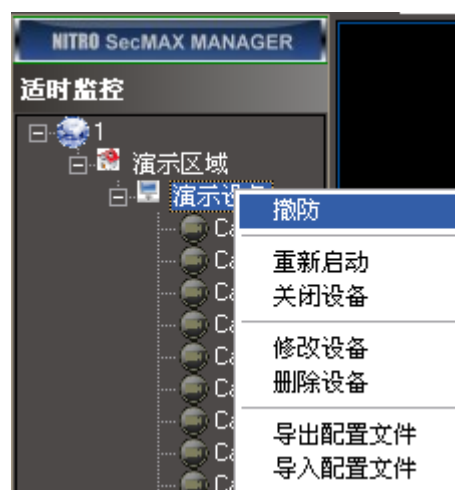 NITRO SecMAX MANAGER
适时监控
1
演示区域
演示设
撤防
Ca
重新启动
关闭设备
修改设备
删除设备
导出配置文件
导入配置文件